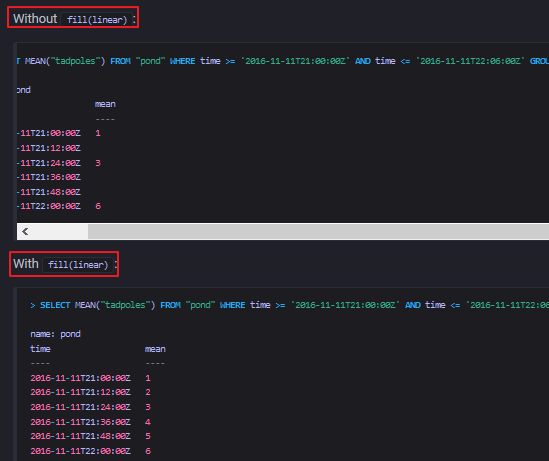 Without fill(linear) :
T MEAN("tadpoles") FROM "pond" WHERE time >= '2016-11-11T21:00:00Z' AND time <= '2016-11-11T22:06:00Z' GROU
ond
mean
----
-11T21:00:00Z 1
-11T21:12:00Z
-11T21:24:00Z 3
-11T21:36:00Z
-11T21:48:00Z
-11T22:00:00Z 6
With fill(linear) :
> SELECT MEAN("tadpoles") FROM "pond" WHERE time >= '2016-11-11T21:00:00Z' AND time <= '2016-11-11T22:06
name: pond
time mean
---- ----
2016-11-11T21:00:00Z 1
2016-11-11T21:12:00Z 2
2016-11-11T21:24:00Z 3
2016-11-11T21:36:00Z 4
2016-11-11T21:48:00Z 5
2016-11-11T22:00:00Z 6